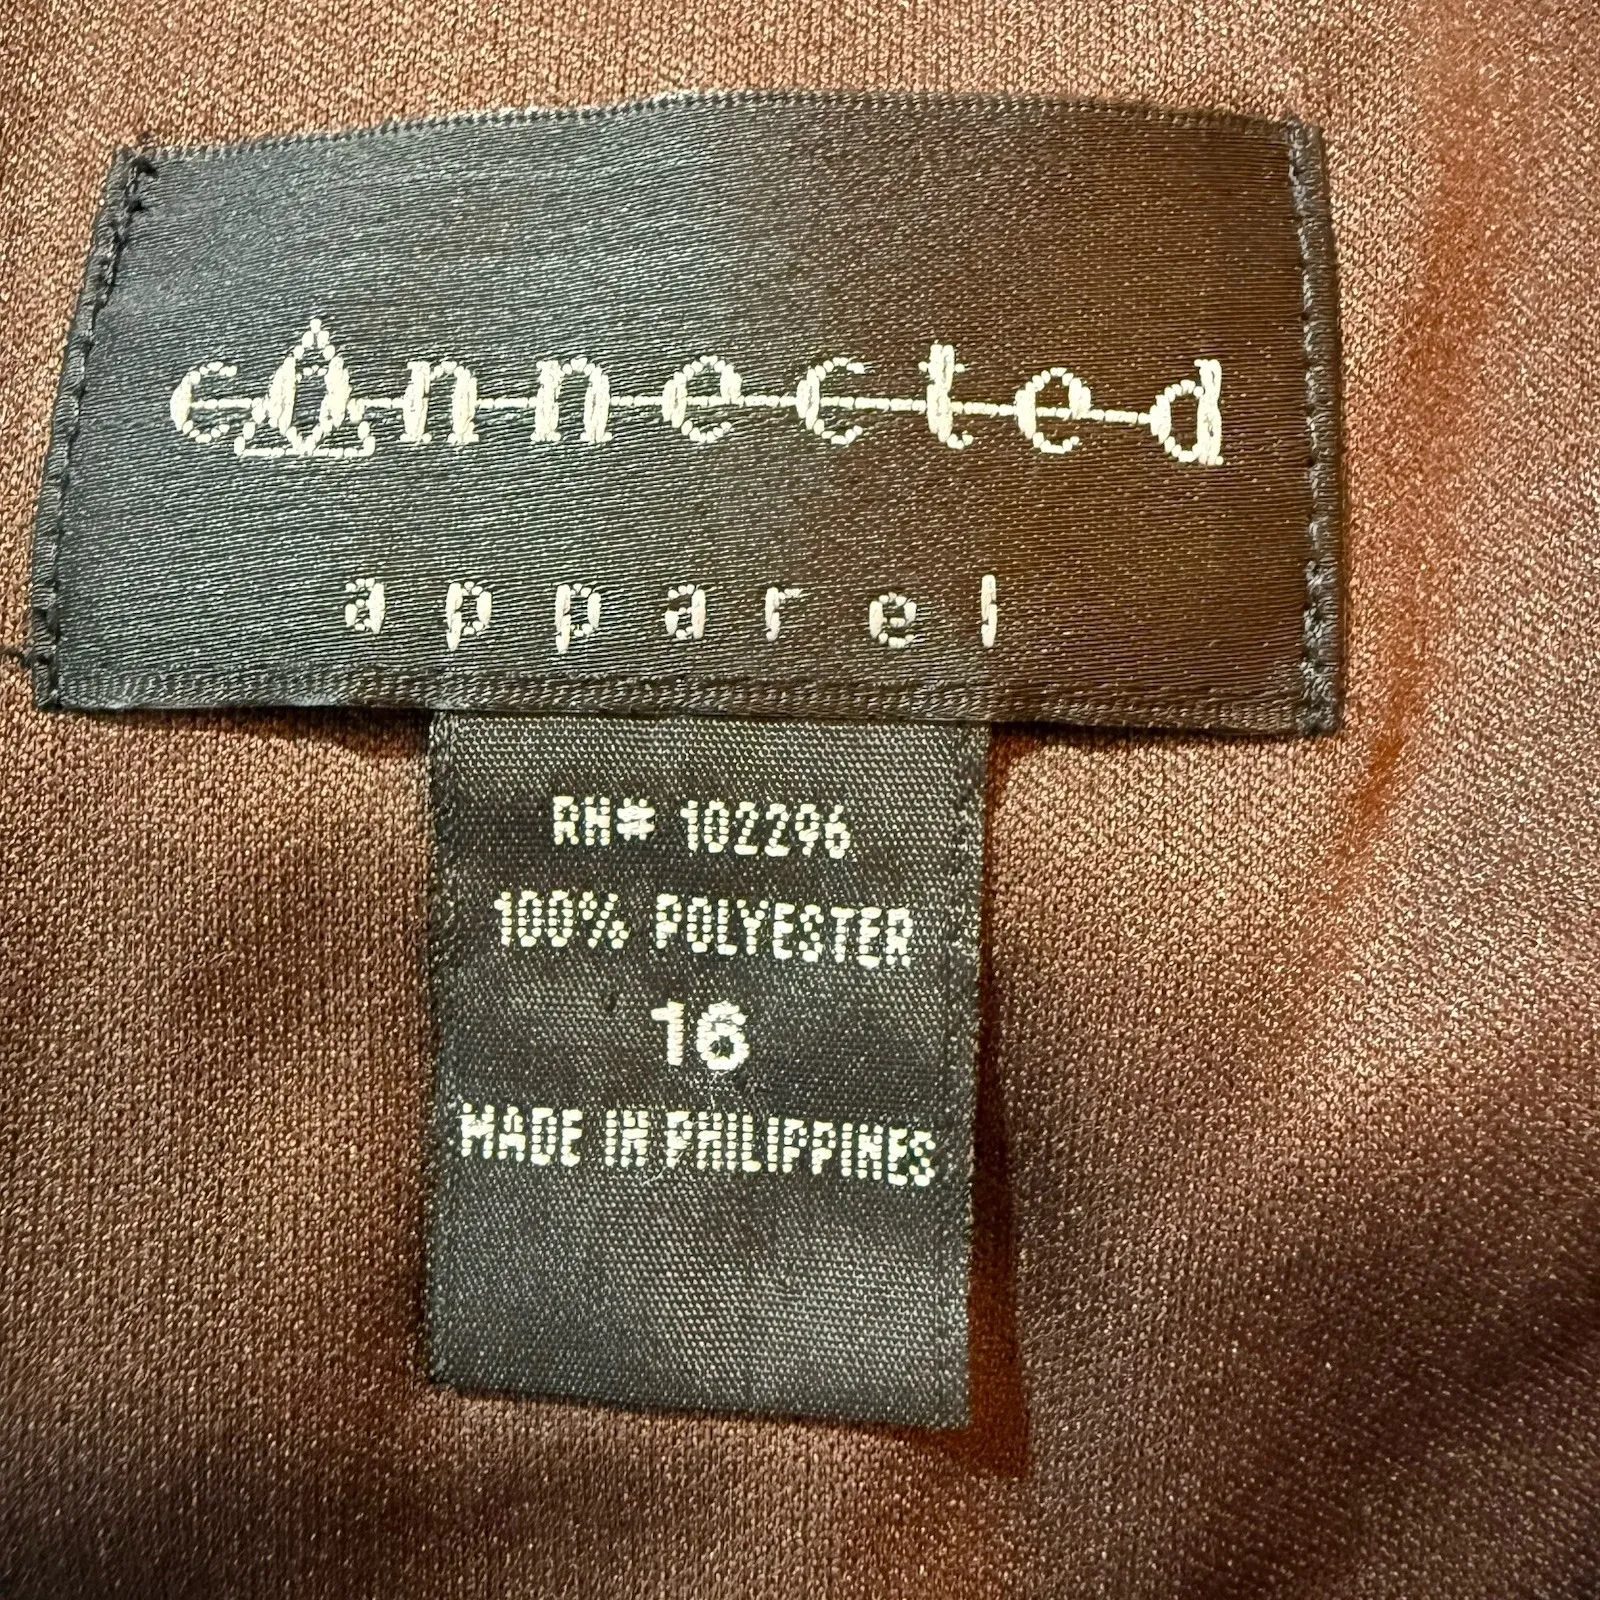 connected
apparel
RN# 102296
100% POLYESTER
16
MADE IN PHILIPPINES